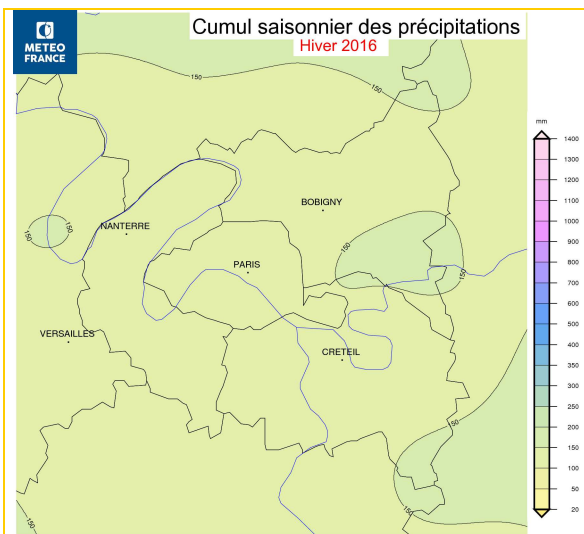 METEO
FRANCE
Cumul saisonnier des précipitations
Hiver 2016
150
150
BOBIGNY
150
150
NANTERRE
150
150
PARIS
VERSAILLES
CRETEIL
150
150
150
mm
1400
1300
1200
1100
1000
900
800
700
600
500
400
350
300
250
200
150
100
50
20